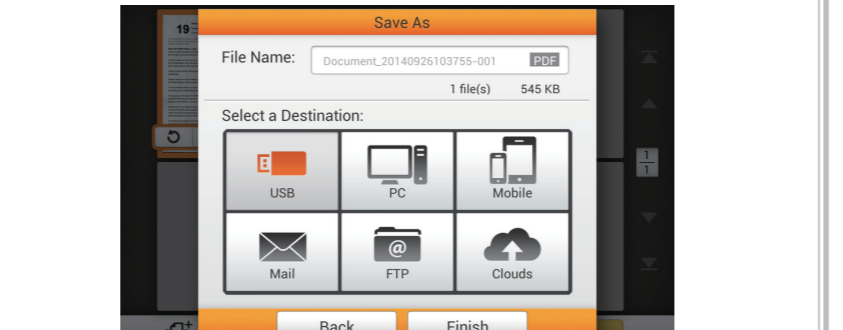 Save As
19
File Name: Document_20140926103755-001 PDF
1 file(s) 545 KB
Select a Destination:
USB PC Mobile
1
1
Mail FTP Clouds
Back Finish